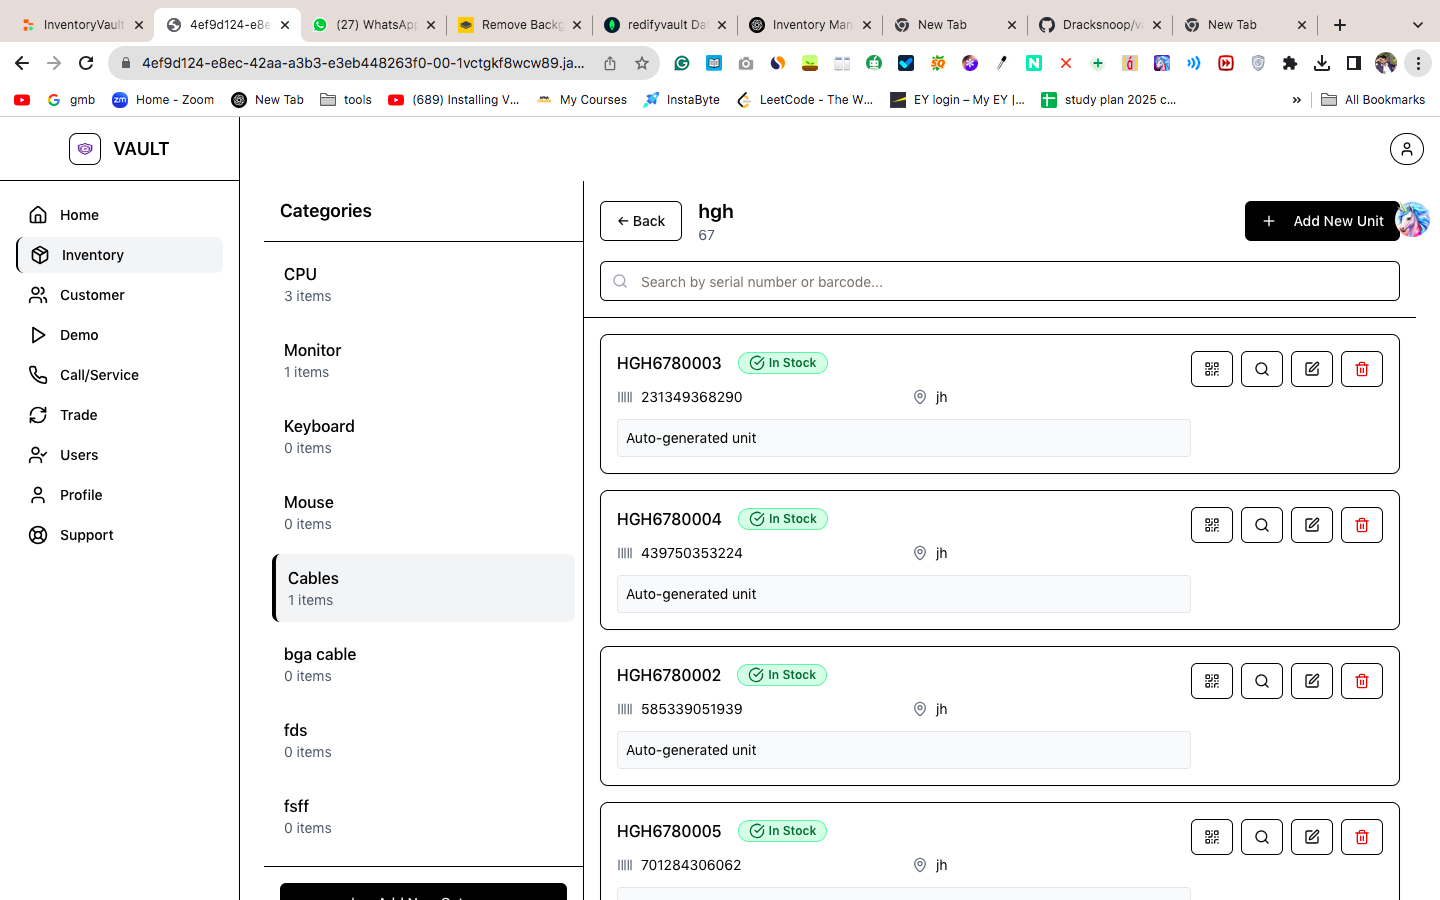 InventoryVault
4ef9d124-e8e
(27) WhatsApp
Remove Backg
redifyvault Dat
Inventory Man
New Tab
Dracksnoop/va
New Tab
4ef9d124-e8ec-42aa-a3b3-e3eb448263f0-00-1vctgkf8wcw89.ja...
gmb
Home - Zoom
New Tab
tools
(689) Installing V...
My Courses
InstaByte
LeetCode - The W...
EY login – My EY |...
study plan 2025 c...
All Bookmarks
VAULT
Home
Inventory
Customer
Demo
Call/Service
Trade
Users
Profile
Support
Categories
CPU
3 items
Monitor
1 items
Keyboard
0 items
Mouse
0 items
Cables
1 items
bga cable
0 items
fds
0 items
fsff
0 items
Back
hgh
67
Add New Unit
Search by serial number or barcode...
HGH6780003
In Stock
231349368290
jh
Auto-generated unit
HGH6780004
In Stock
439750353224
jh
Auto-generated unit
HGH6780002
In Stock
585339051939
jh
Auto-generated unit
HGH6780005
In Stock
701284306062
jh